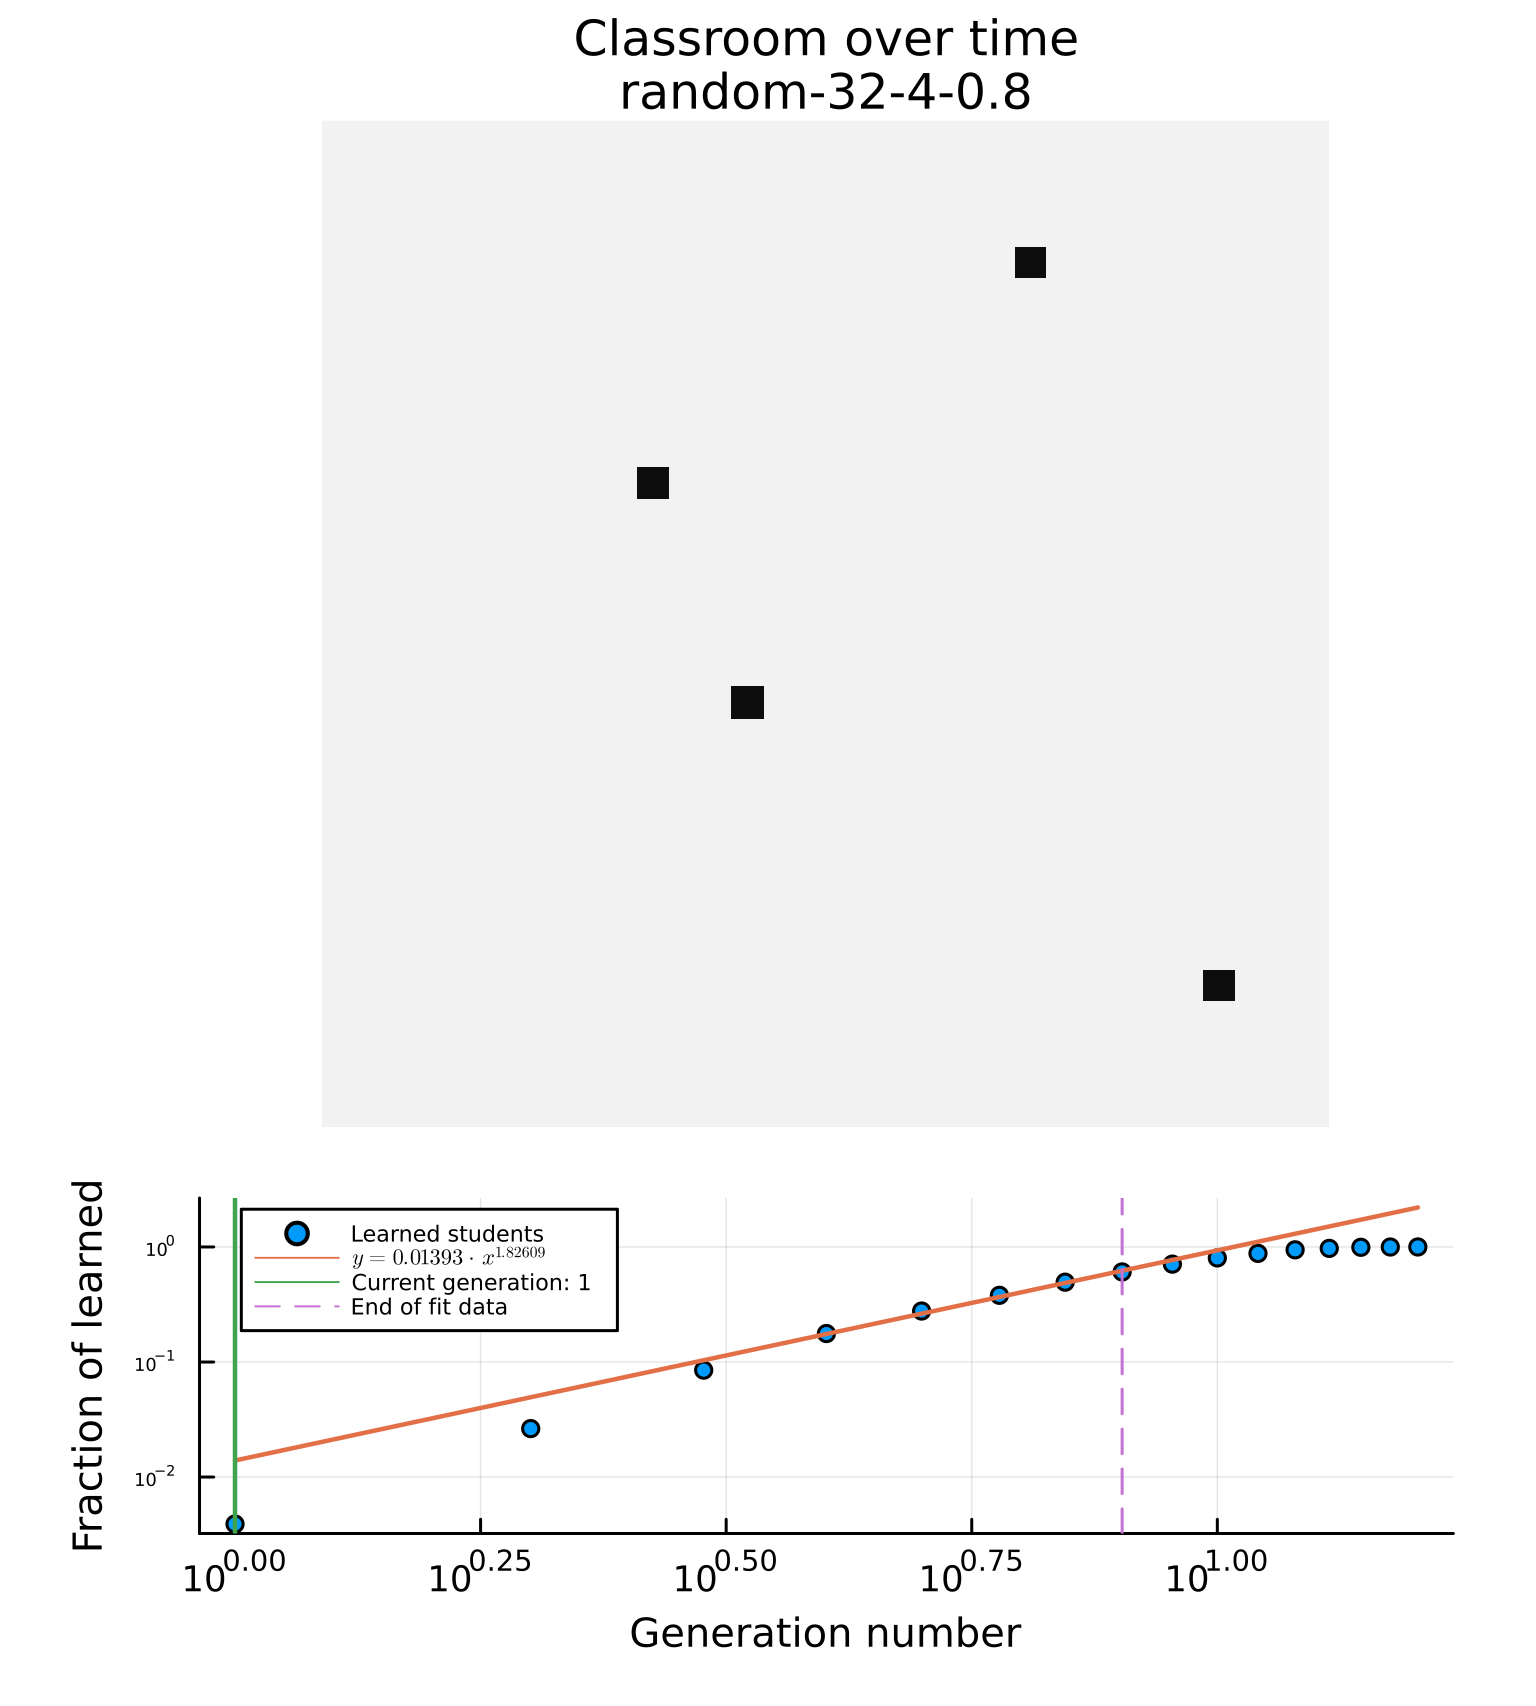 Classroom over time
random-32-4-0.8
Fraction of learned
10⁰
10⁻¹
10⁻²
Learned students
y = 0.01393 · x^1.82609
Current generation: 1
End of fit data
10^0.00 10^0.25 10^0.50 10^0.75 10^1.00
Generation number